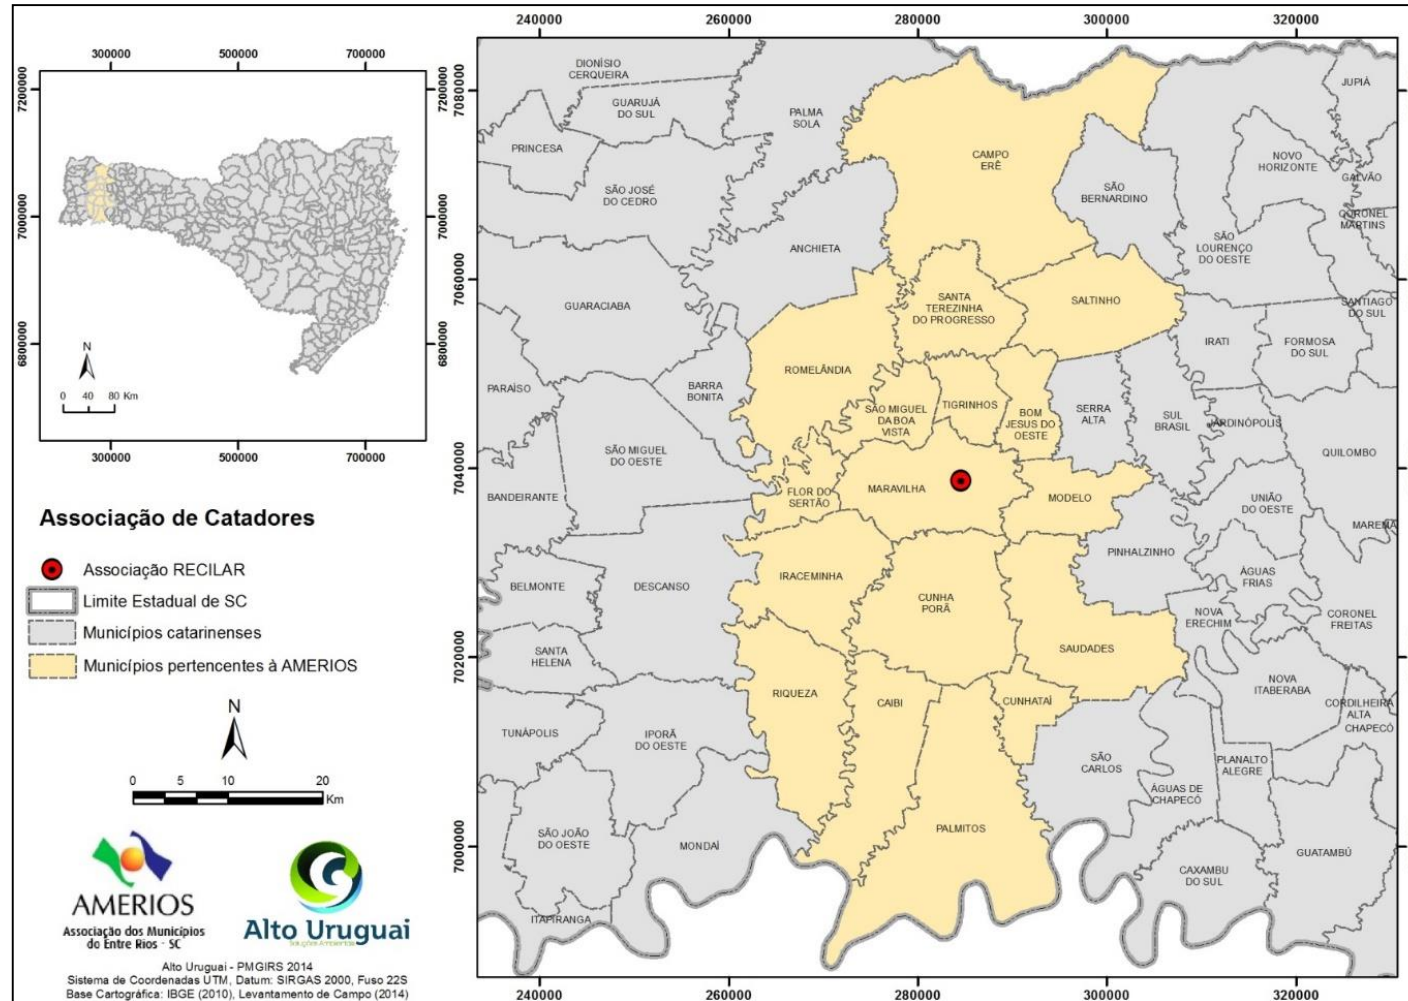 300000 500000 700000
7200000
7200000
7000000
7000000
6800000
6800000
N
0 40 80 Km
300000 500000 700000
Associação de Catadores
Associação RECILAR
Limite Estadual de SC
Municípios catarinenses
Municípios pertencentes à AMERIOS
N
0 5 10 20
Km
AMERIOS
Associação dos Municípios
do Entre Rios - SC
Alto Uruguai
Soluções Ambientais
Alto Uruguai - PMGIRS 2014
Sistema de Coordenadas UTM, Datum: SIRGAS 2000, Fuso 22S
Base Cartográfica: IBGE (2010), Levantamento de Campo (2014)
240000 260000 280000 300000 320000
7080000
7060000
7040000
7020000
7000000
DIONÍSIO
CERQUEIRA
GUARUJÁ
DO SUL
PALMA
SOLA
JUPIÁ
PRINCESA
CAMPO
ERÊ
NOVO
HORIZONTE
GALVÃO
SÃO JOSÉ
DO CEDRO
SÃO
BERNARDINO
CORONEL
MARTINS
ANCHIETA
SÃO
LOURENÇO
DO OESTE
GUARACIABA
SANTA
TEREZINHA
DO PROGRESSO
SALTINHO
SANTIAGO
DO SUL
IRATI
FORMOSA
DO SUL
PARAÍSO
BARRA
BONITA
ROMELÂNDIA
SÃO MIGUEL
DA BOA
VISTA
TIGRINHOS
BOM
JESUS DO
OESTE
SERRA
ALTA
SUL
BRASIL
JARDINÓPOLIS
SÃO MIGUEL
DO OESTE
QUILOMBO
BANDEIRANTE
FLOR DO
SERTÃO
MARAVILHA
MODELO
UNIÃO
DO OESTE
MAREMA
PINHALZINHO
BELMONTE
DESCANSO
IRACEMINHA
CUNHA
PORÃ
ÁGUAS
FRIAS
NOVA
ERECHIM
CORONEL
FREITAS
SANTA
HELENA
SAUDADES
NOVA
ITABERABA
RIQUEZA
CAIBI
CUNHATAÍ
CORDILHEIRA
ALTA
CHAPECÓ
TUNÁPOLIS
IPORÃ
DO OESTE
SÃO
CARLOS
PLANALTO
ALEGRE
ÁGUAS DE
CHAPECÓ
SÃO JOÃO
DO OESTE
MONDAÍ
PALMITOS
GUATAMBÚ
CAXAMBU
DO SUL
ITAPIRANGA
240000 260000 280000 300000 320000